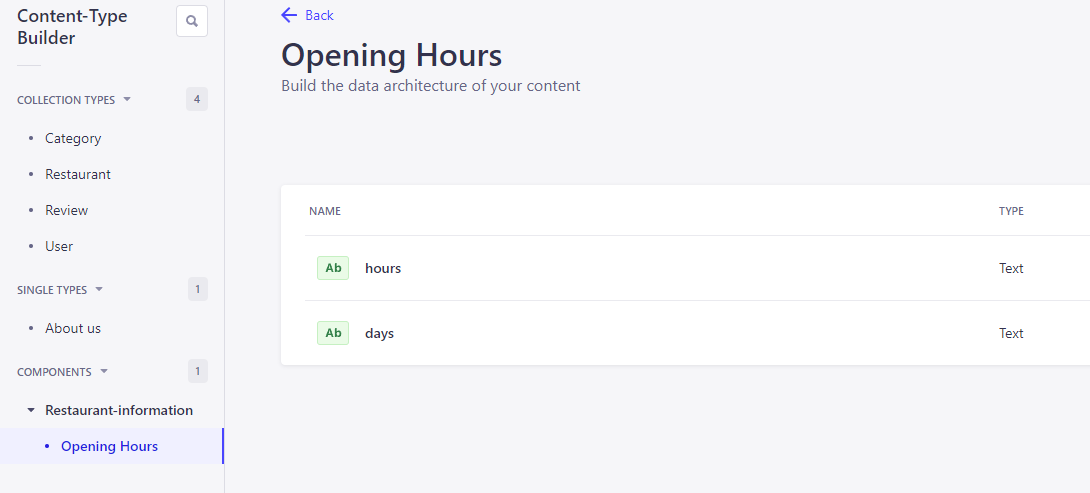 Content-Type
Builder
COLLECTION TYPES
4
Category
Restaurant
Review
User
SINGLE TYPES
1
About us
COMPONENTS
1
Restaurant-information
Opening Hours
Back
Opening Hours
Build the data architecture of your content
NAME TYPE
Ab hours Text
Ab days Text